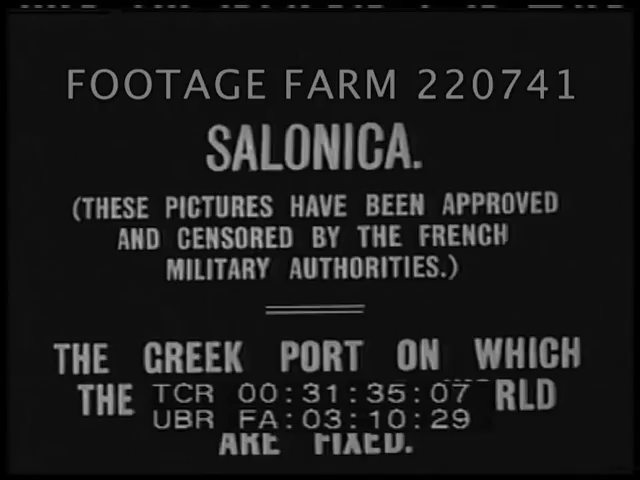 FOOTAGE FARM 220741
SALONICA.
(THESE PICTURES HAVE BEEN APPROVED
AND CENSORED BY THE FRENCH
MILITARY AUTHORITIES.)
THE GREEK PORT ON WHICH
THE RLD
TCR 00:31:35:07
UBR FA:03:10:29
ARE FIXED.